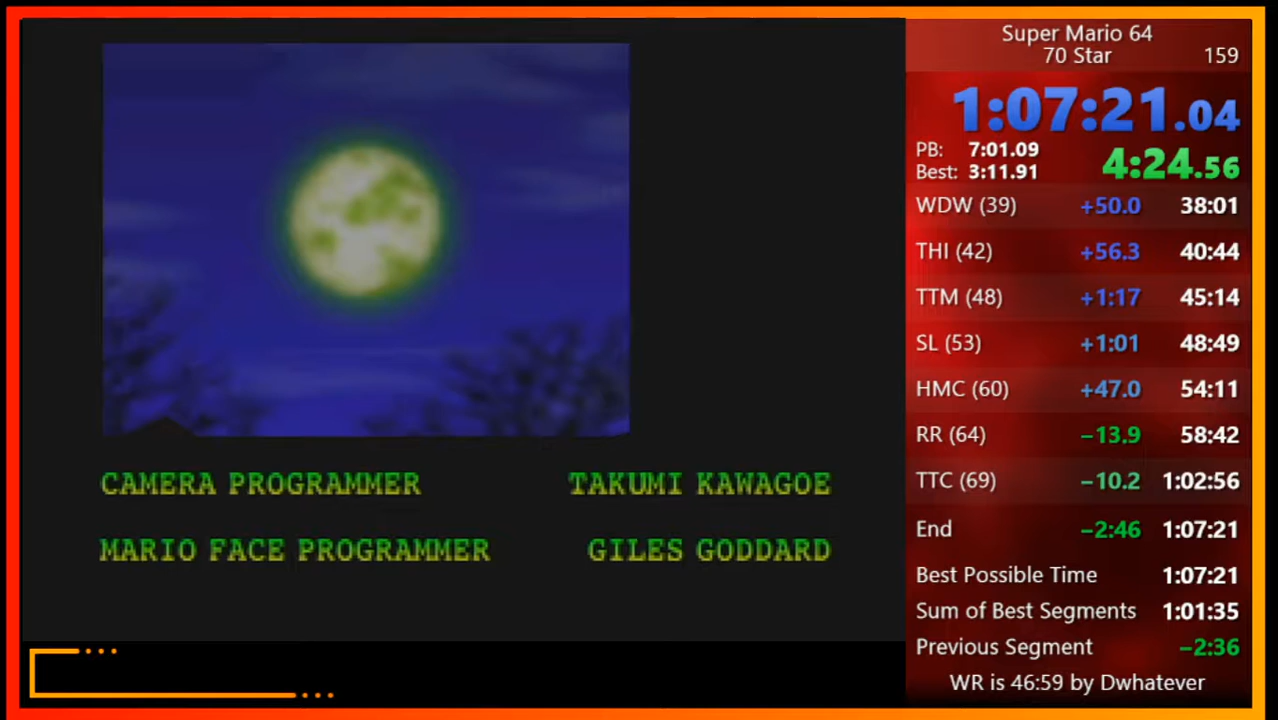 CAMERA PROGRAMMER TAKUMI KAWAGOE
MARIO FACE PROGRAMMER GILES GODDARD
Super Mario 64
70 Star 159
1:07:21.04
PB: 7:01.09
Best: 3:11.91
4:24.56
WDW (39) +50.0 38:01
THI (42) +56.3 40:44
TTM (48) +1:17 45:14
SL (53) +1:01 48:49
HMC (60) +47.0 54:11
RR (64) −13.9 58:42
TTC (69) −10.2 1:02:56
End −2:46 1:07:21
Best Possible Time 1:07:21
Sum of Best Segments 1:01:35
Previous Segment −2:36
WR is 46:59 by Dwhatever